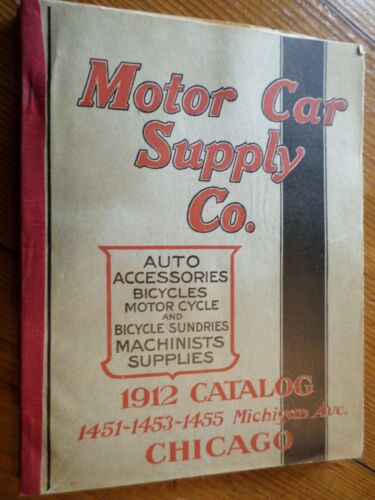 Motor Car
Supply
Co.
AUTO
ACCESSORIES
BICYCLES
MOTOR CYCLE
AND
BICYCLE SUNDRIES
MACHINISTS
SUPPLIES
1912 CATALOG
1451-1453-1455 Michigan Ave.
CHICAGO